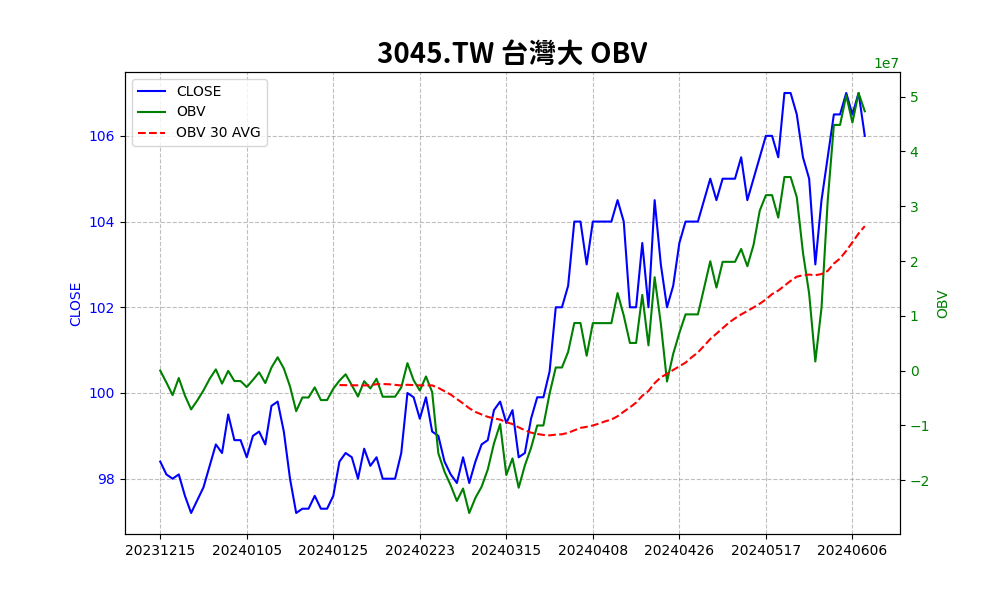 3045.TW 台灣大 OBV
1e7
CLOSE
OBV
OBV 30 AVG
106
104
102
100
98
CLOSE
5
4
3
2
1
0
−1
−2
OBV
20231215 20240105 20240125 20240223 20240315 20240408 20240426 20240517 20240606